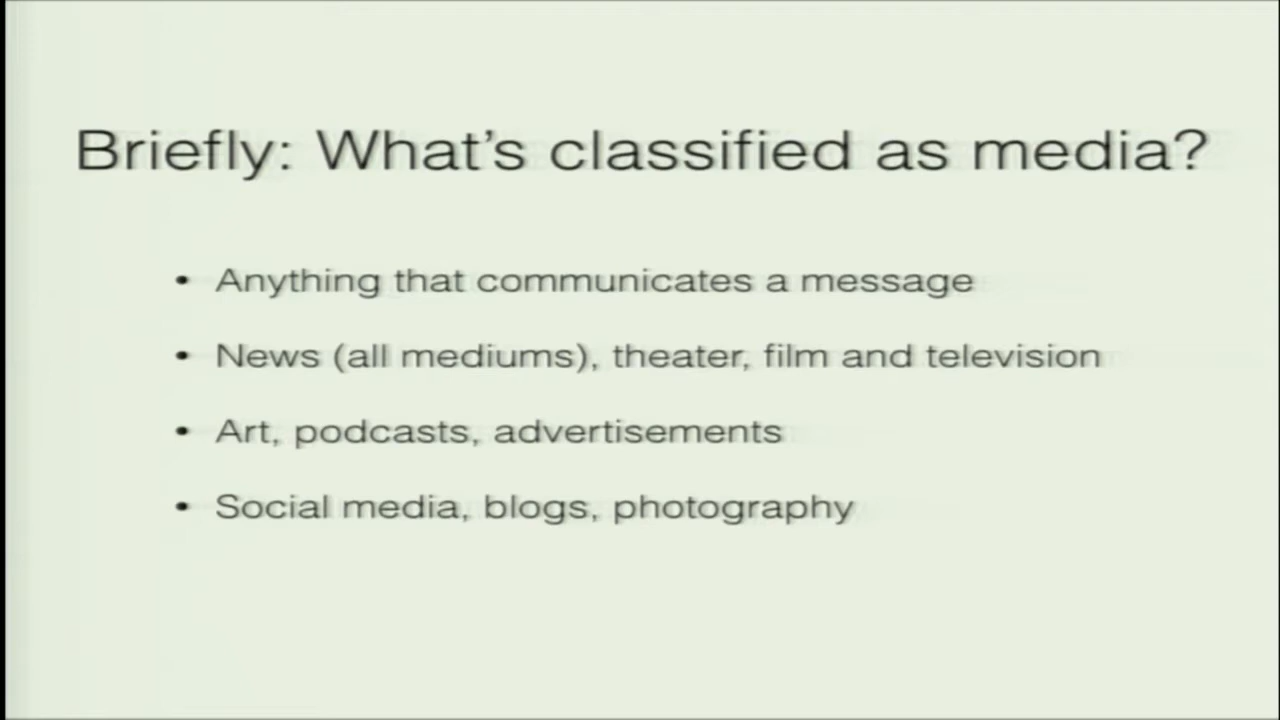 Briefly: What's classified as media?
• Anything that communicates a message
• News (all mediums), theater, film and television
• Art, podcasts, advertisements
• Social media, blogs, photography